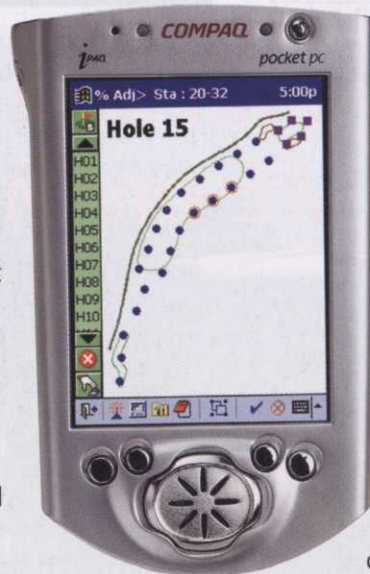 COMPAQ
iPAQ
pocket pc
% Adj> Sta : 20-32 5:00p
Hole 15
H01
H02
H03
H04
H05
H06
H07
H08
H09
H10